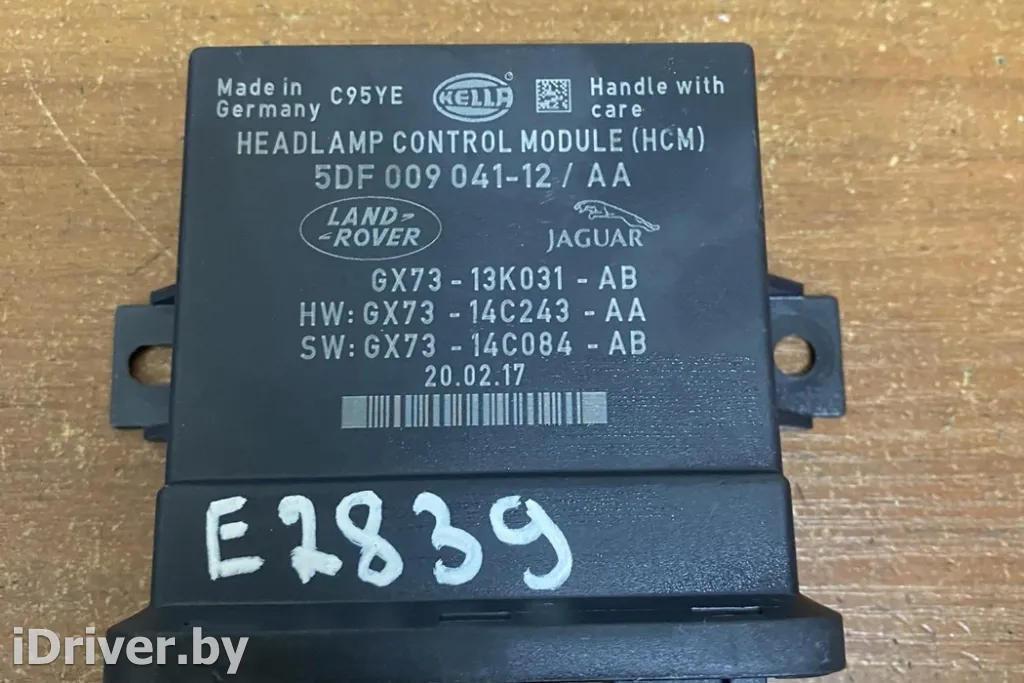 Made in Germany C95YE HELLA ® Handle with care
HEADLAMP CONTROL MODULE (HCM)
5DF 009 041-12 / AA
LAND-
-ROVER
JAGUAR
GX73 - 13K031 - AB
HW: GX73 - 14C243 - AA
SW: GX73 - 14C084 - AB
20.02.17
E2839
iDriver.by